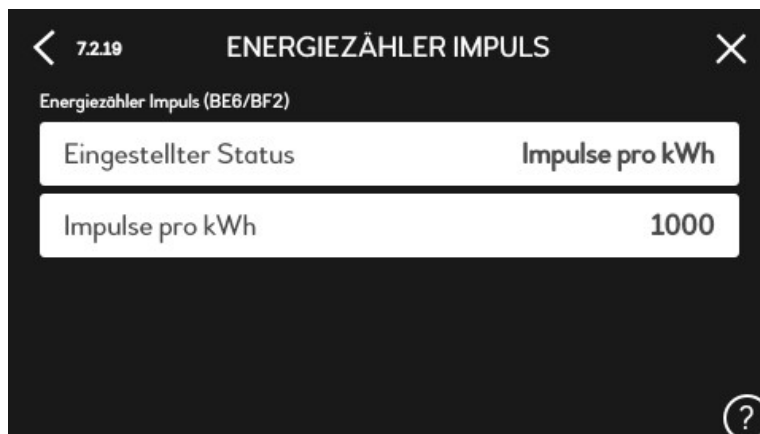 7.2.19 ENERGIEZÄHLER IMPULS
Energiezähler Impuls (BE6/BF2)
Eingestellter Status Impulse pro kWh
Impulse pro kWh 1000
?